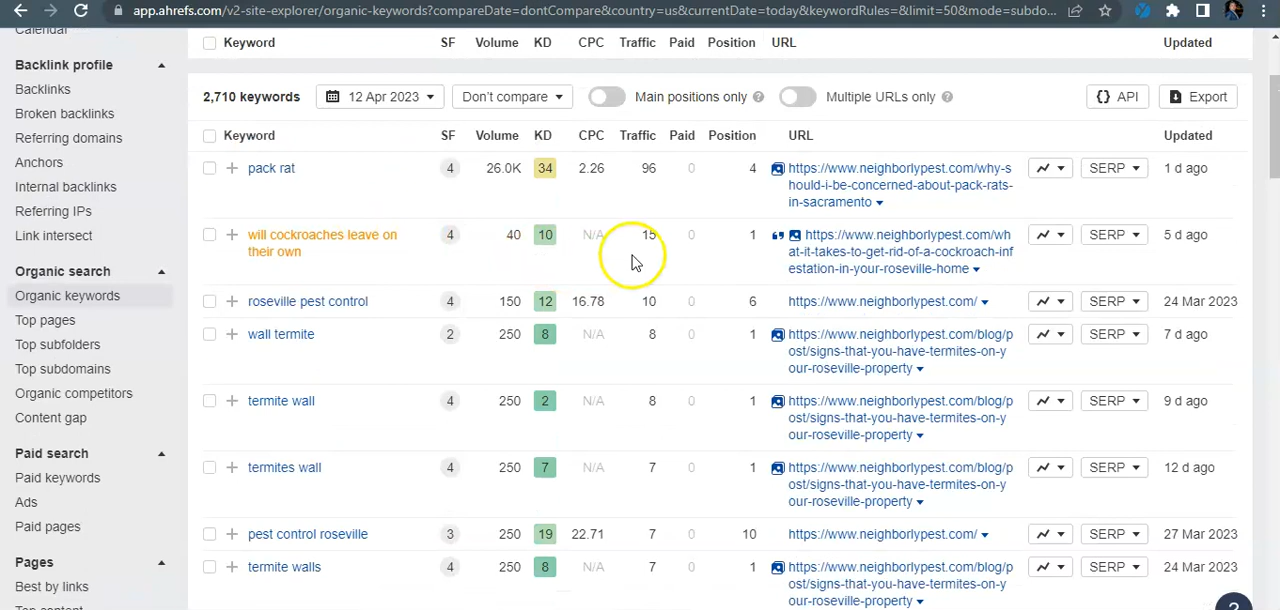 app.ahrefs.com/v2-site-explorer/organic-keywords?compareDate=dontCompare&country=us&currentDate=today&keywordRules=&limit=50&mode=subdo...
Calendar
Backlink profile
Backlinks
Broken backlinks
Referring domains
Anchors
Internal backlinks
Referring IPs
Link intersect
Organic search
Organic keywords
Top pages
Top subfolders
Top subdomains
Organic competitors
Content gap
Paid search
Paid keywords
Ads
Paid pages
Pages
Best by links
Top content
Keyword SF Volume KD CPC Traffic Paid Position URL Updated
2,710 keywords 12 Apr 2023 Don't compare Main positions only ? Multiple URLs only ? {} API Export
Keyword SF Volume KD CPC Traffic Paid Position URL Updated
pack rat 4 26.0K 34 2.26 96 0 4 https://www.neighborlypest.com/why-s SERP 1 d ago
hould-i-be-concerned-about-pack-rats-
in-sacramento
will cockroaches leave on 4 40 10 N/A 15 0 1 https://www.neighborlypest.com/wh SERP 5 d ago
their own at-it-takes-to-get-rid-of-a-cockroach-inf
estation-in-your-roseville-home
roseville pest control 4 150 12 16.78 10 0 6 https://www.neighborlypest.com/ SERP 24 Mar 2023
wall termite 2 250 8 N/A 8 0 1 https://www.neighborlypest.com/blog/p SERP 7 d ago
ost/signs-that-you-have-termites-on-y
our-roseville-property
termite wall 4 250 2 N/A 8 0 1 https://www.neighborlypest.com/blog/p SERP 9 d ago
ost/signs-that-you-have-termites-on-y
our-roseville-property
termites wall 4 250 7 N/A 7 0 1 https://www.neighborlypest.com/blog/p SERP 12 d ago
ost/signs-that-you-have-termites-on-y
our-roseville-property
pest control roseville 3 250 19 22.71 7 0 10 https://www.neighborlypest.com/ SERP 27 Mar 2023
termite walls 4 250 8 N/A 7 0 1 https://www.neighborlypest.com/blog/p SERP 24 Mar 2023
ost/signs-that-you-have-termites-on-y
our-roseville-property
?